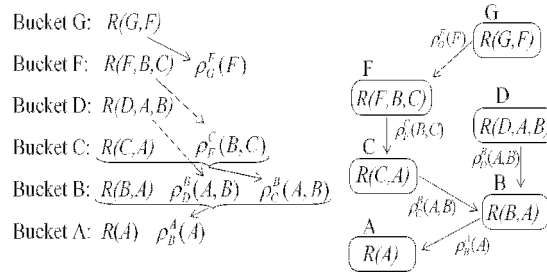 Bucket G: R(G,F)
Bucket F: R(F,B,C) ρ_G^F(F)
Bucket D: R(D,A,B)
Bucket C: R(C,A) ρ_F^C(B,C)
Bucket B: R(B,A) ρ_D^B(A,B) ρ_C^B(A,B)
Bucket A: R(A) ρ_B^A(A)
G
R(G,F)
ρ_G^F(F)
F
R(F,B,C)
D
R(D,A,B)
ρ_F^C(B,C)
C
R(C,A)
ρ_D^B(A,B)
B
R(B,A)
ρ_C^B(A,B)
A
R(A)
ρ_B^A(A)